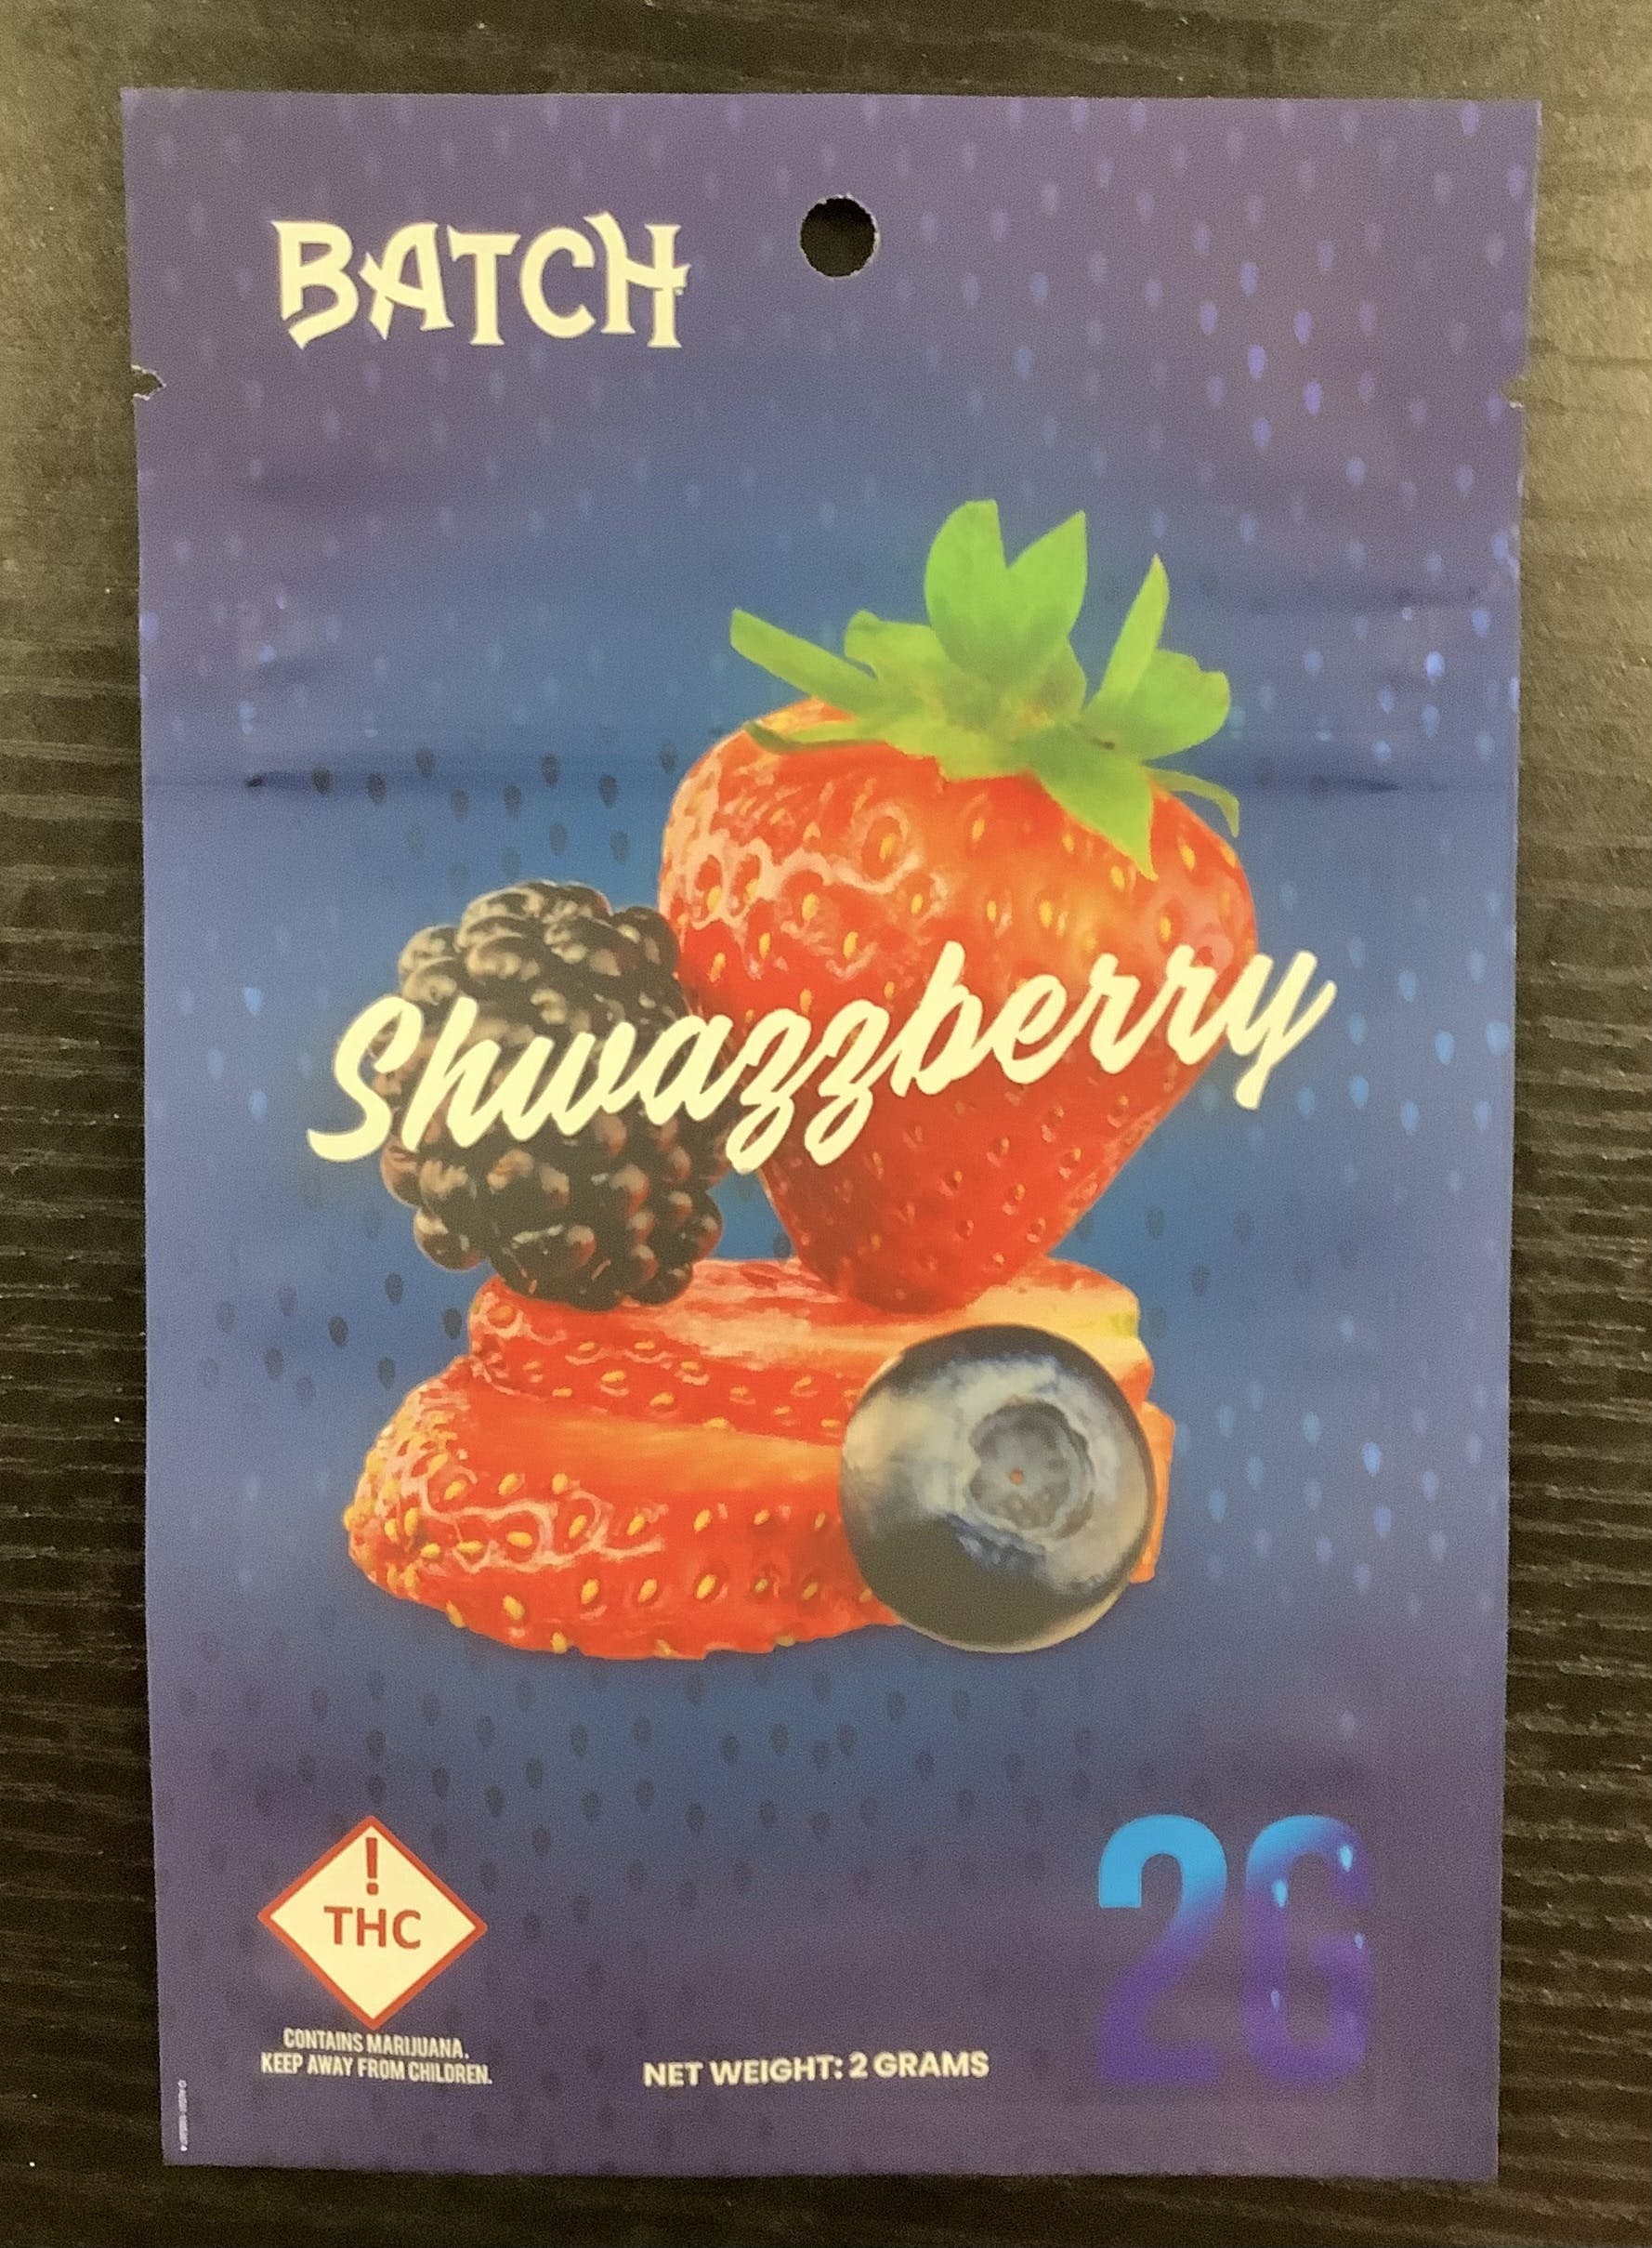 BATCH
Shwazzberry
!
THC
CONTAINS MARIJUANA.
KEEP AWAY FROM CHILDREN.
NET WEIGHT: 2 GRAMS
2G